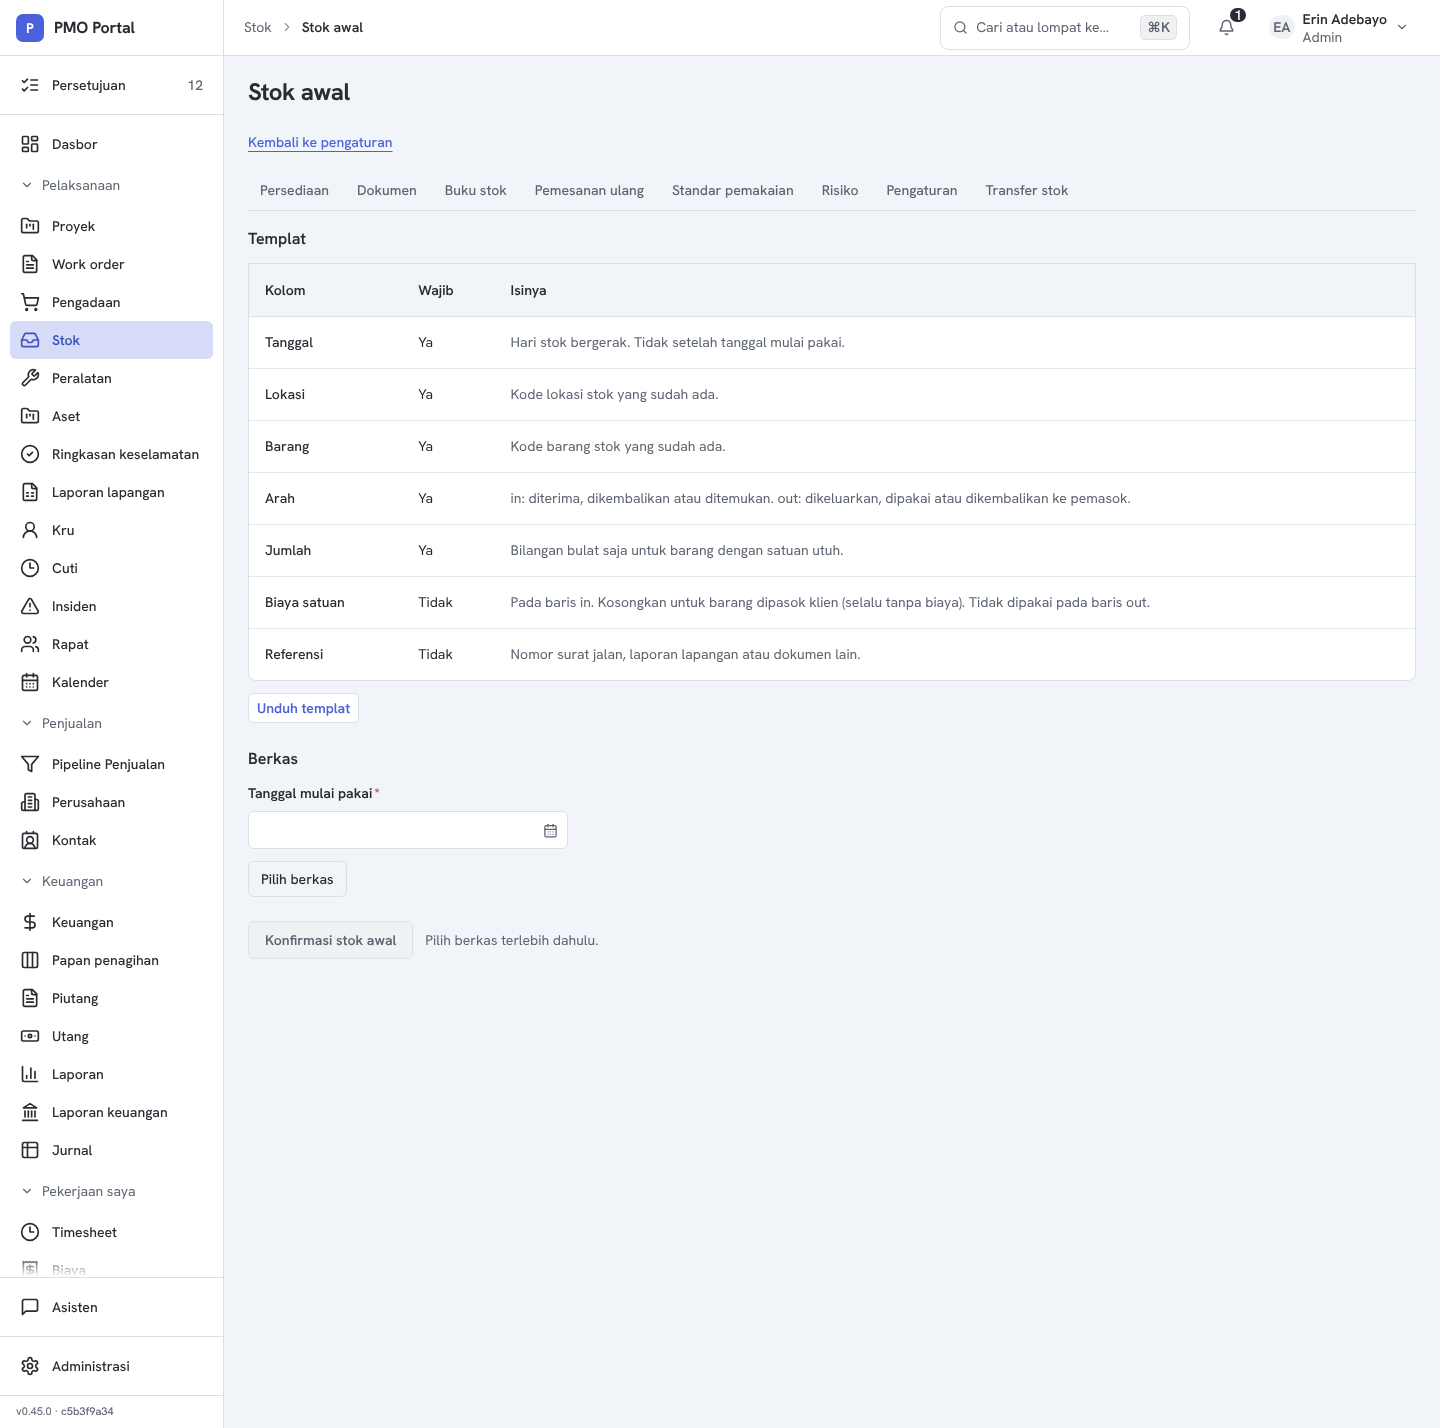 P PMO Portal
Stok > Stok awal
Cari atau lompat ke... ⌘K
1
EA Erin Adebayo
Admin
Persetujuan 12
Dasbor
Pelaksanaan
Proyek
Work order
Pengadaan
Stok
Peralatan
Aset
Ringkasan keselamatan
Laporan lapangan
Kru
Cuti
Insiden
Rapat
Kalender
Penjualan
Pipeline Penjualan
Perusahaan
Kontak
Keuangan
Keuangan
Papan penagihan
Piutang
Utang
Laporan
Laporan keuangan
Jurnal
Pekerjaan saya
Timesheet
Biaya
Asisten
Administrasi
v0.45.0 · c5b3f9a34
Stok awal
Kembali ke pengaturan
Persediaan Dokumen Buku stok Pemesanan ulang Standar pemakaian Risiko Pengaturan Transfer stok
Templat
Kolom Wajib Isinya
Tanggal Ya Hari stok bergerak. Tidak setelah tanggal mulai pakai.
Lokasi Ya Kode lokasi stok yang sudah ada.
Barang Ya Kode barang stok yang sudah ada.
Arah Ya in: diterima, dikembalikan atau ditemukan. out: dikeluarkan, dipakai atau dikembalikan ke pemasok.
Jumlah Ya Bilangan bulat saja untuk barang dengan satuan utuh.
Biaya satuan Tidak Pada baris in. Kosongkan untuk barang dipasok klien (selalu tanpa biaya). Tidak dipakai pada baris out.
Referensi Tidak Nomor surat jalan, laporan lapangan atau dokumen lain.
Unduh templat
Berkas
Tanggal mulai pakai*
Pilih berkas
Konfirmasi stok awal Pilih berkas terlebih dahulu.